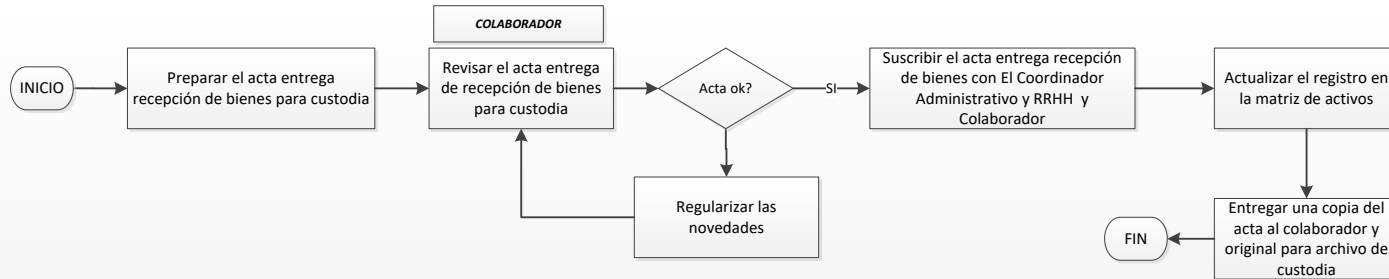 COLABORADOR
INICIO
Preparar el acta entrega
recepción de bienes para custodia
Revisar el acta entrega
de recepción de bienes
para custodia
Acta ok?
SI
Suscribir el acta entrega recepción
de bienes con El Coordinador
Administrativo y RRHH y
Colaborador
Actualizar el registro en
la matriz de activos
Regularizar las
novedades
Entregar una copia del
acta al colaborador y
original para archivo de
custodia
FIN